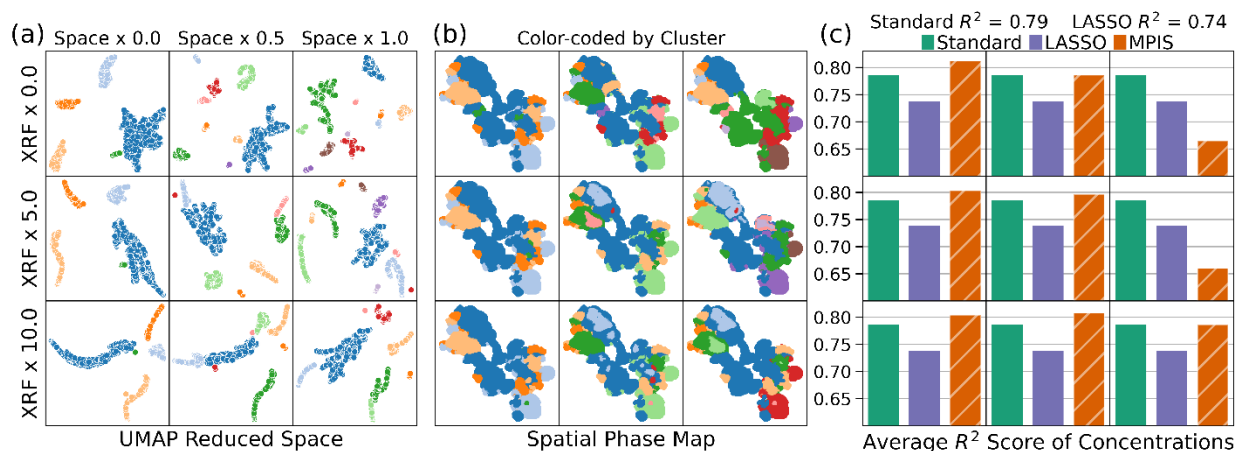 (a)
Space x 0.0
Space x 0.5
Space x 1.0
XRF x 0.0
XRF x 5.0
XRF x 10.0
UMAP Reduced Space
(b)
Color-coded by Cluster
Spatial Phase Map
(c)
Standard R² = 0.79 LASSO R² = 0.74
Standard LASSO MPIS
0.80
0.75
0.70
0.65
0.80
0.75
0.70
0.65
0.80
0.75
0.70
0.65
Average R² Score of Concentrations